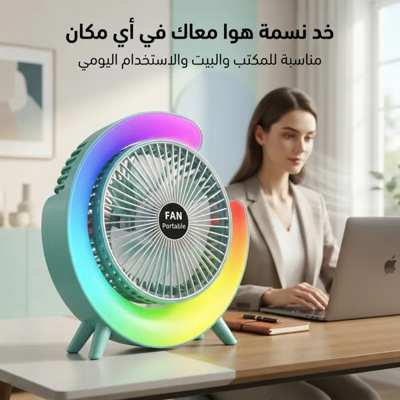 خد نسمة هوا معاك في أي مكان
مناسبة للمكتب والبيت والاستخدام اليومي
FAN
Portable